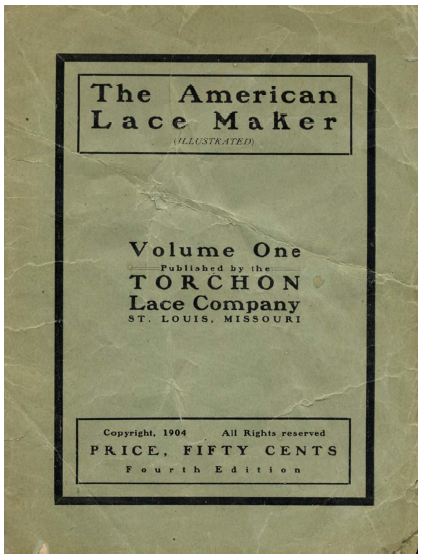 The American
Lace Maker
(ILLUSTRATED)
Volume One
Published by the
TORCHON
Lace Company
ST. LOUIS, MISSOURI
Copyright, 1904 All Rights reserved
PRICE, FIFTY CENTS
Fourth Edition